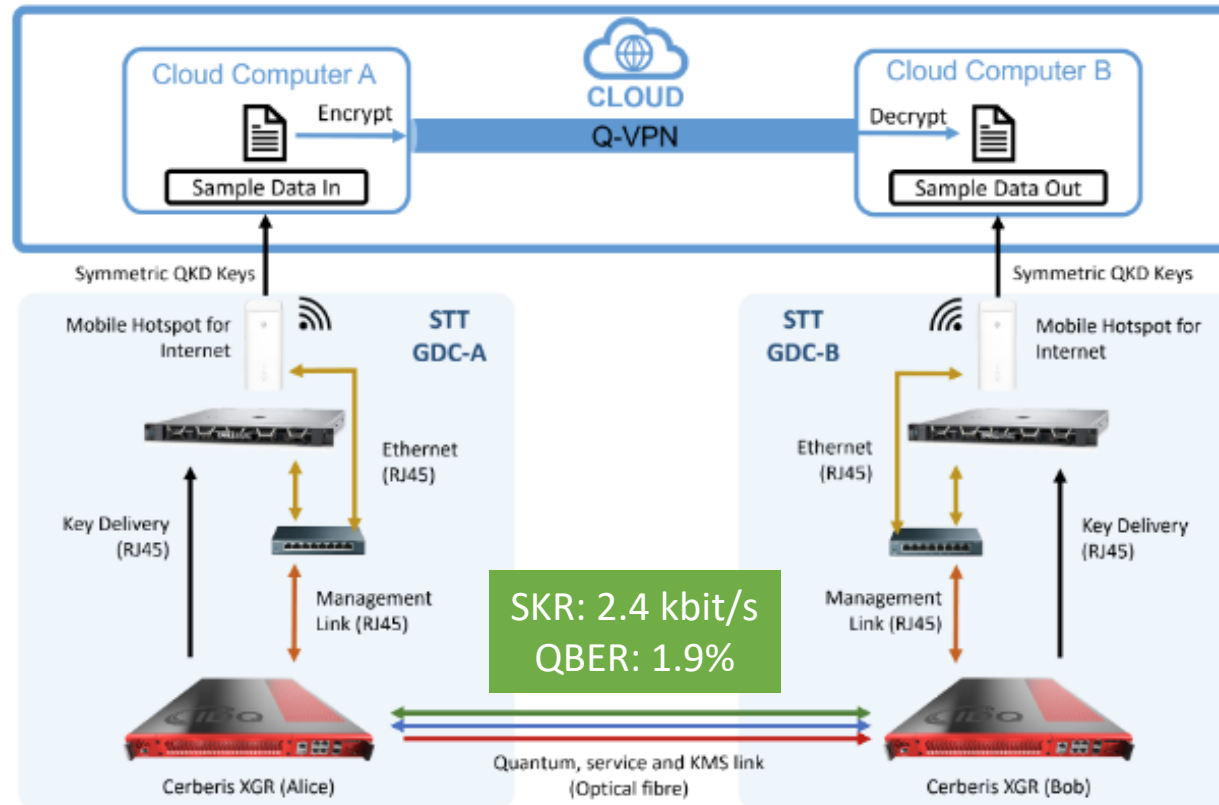 Cloud Computer A
Encrypt
Sample Data In
CLOUD
Q-VPN
Cloud Computer B
Decrypt
Sample Data Out
Symmetric QKD Keys
Symmetric QKD Keys
Mobile Hotspot for
Internet
STT
GDC-A
STT
GDC-B
Mobile Hotspot for
Internet
Ethernet
(RJ45)
Ethernet
(RJ45)
Key Delivery
(RJ45)
Key Delivery
(RJ45)
Management
Link (RJ45)
SKR: 2.4 kbit/s
QBER: 1.9%
Management
Link (RJ45)
IDQ
IDQ
Quantum, service and KMS link
(Optical fibre)
Cerberis XGR (Alice)
Cerberis XGR (Bob)